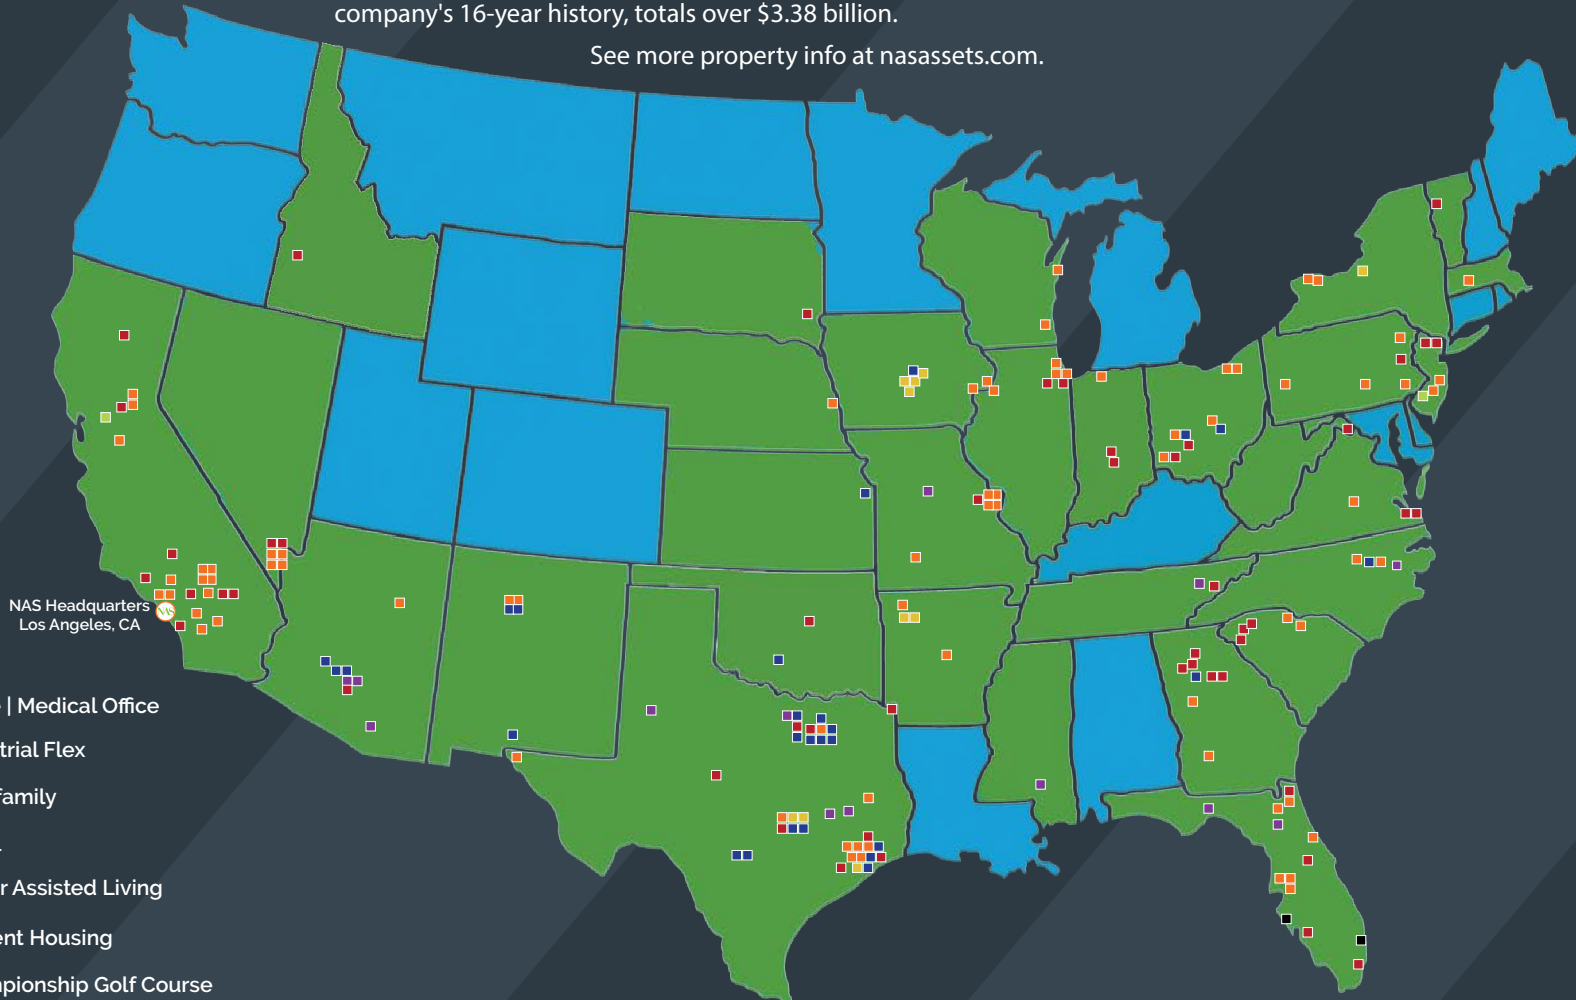 company's 16-year history, totals over $3.38 billion.
See more property info at nasassets.com.
NAS Headquarters
Los Angeles, CA
| Medical Office
trial Flex
family
r Assisted Living
ent Housing
pionship Golf Course